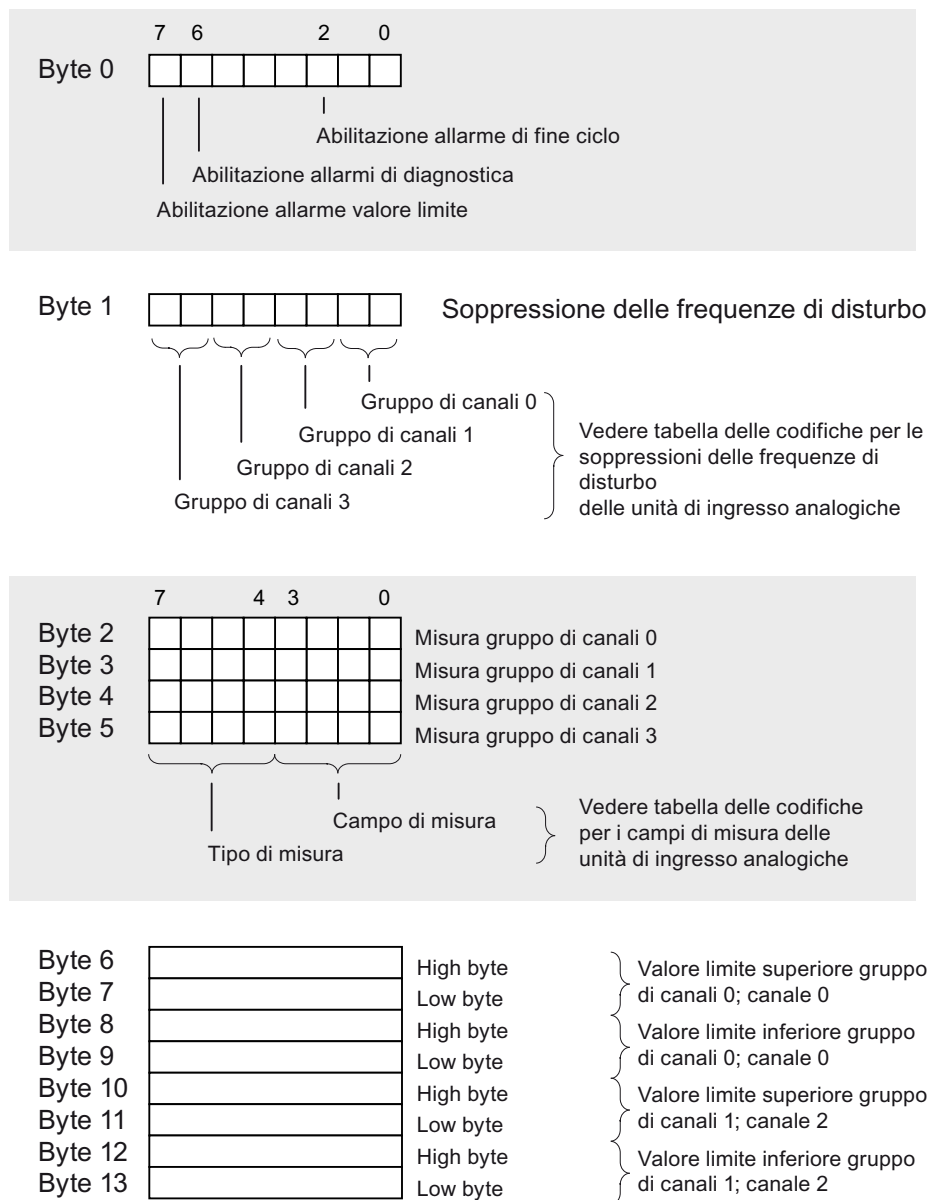 7 6 2 0
Byte 0
Abilitazione allarme di fine ciclo
Abilitazione allarmi di diagnostica
Abilitazione allarme valore limite
Byte 1
Soppressione delle frequenze di disturbo
Gruppo di canali 0
Gruppo di canali 1
Gruppo di canali 2
Gruppo di canali 3
Vedere tabella delle codifiche per le
soppressioni delle frequenze di
disturbo
delle unità di ingresso analogiche
7 4 3 0
Byte 2 Misura gruppo di canali 0
Byte 3 Misura gruppo di canali 1
Byte 4 Misura gruppo di canali 2
Byte 5 Misura gruppo di canali 3
Campo di misura
Tipo di misura
Vedere tabella delle codifiche
per i campi di misura delle
unità di ingresso analogiche
Byte 6 High byte Valore limite superiore gruppo
Byte 7 Low byte di canali 0; canale 0
Byte 8 High byte Valore limite inferiore gruppo
Byte 9 Low byte di canali 0; canale 0
Byte 10 High byte Valore limite superiore gruppo
Byte 11 Low byte di canali 1; canale 2
Byte 12 High byte Valore limite inferiore gruppo
Byte 13 Low byte di canali 1; canale 2